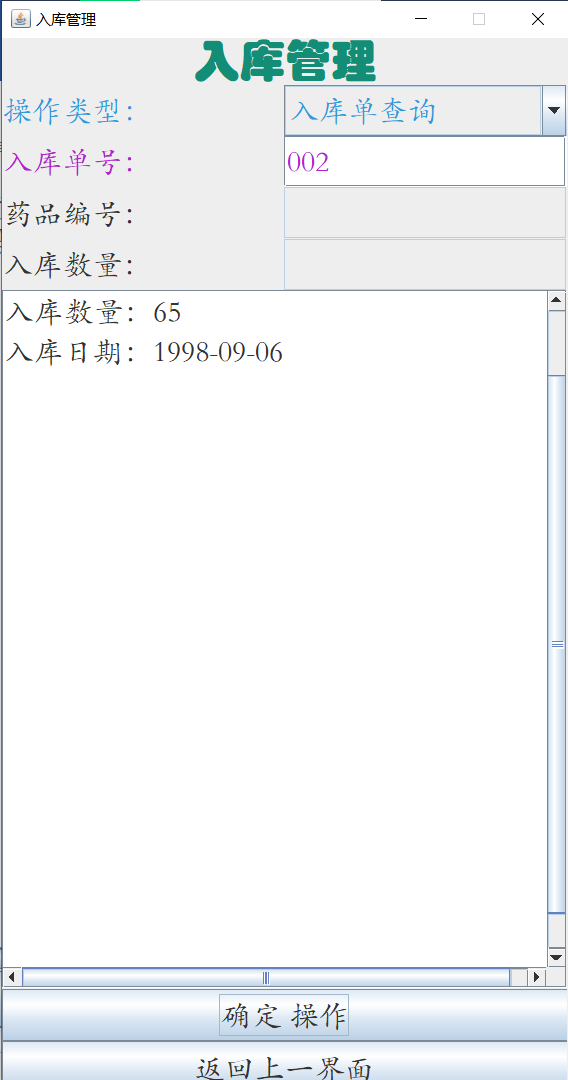 入库管理
入库管理
操作类型：
入库单查询
入库单号：
002
药品编号：
入库数量：
入库数量：65
入库日期：1998-09-06
确定 操作
返回上一界面